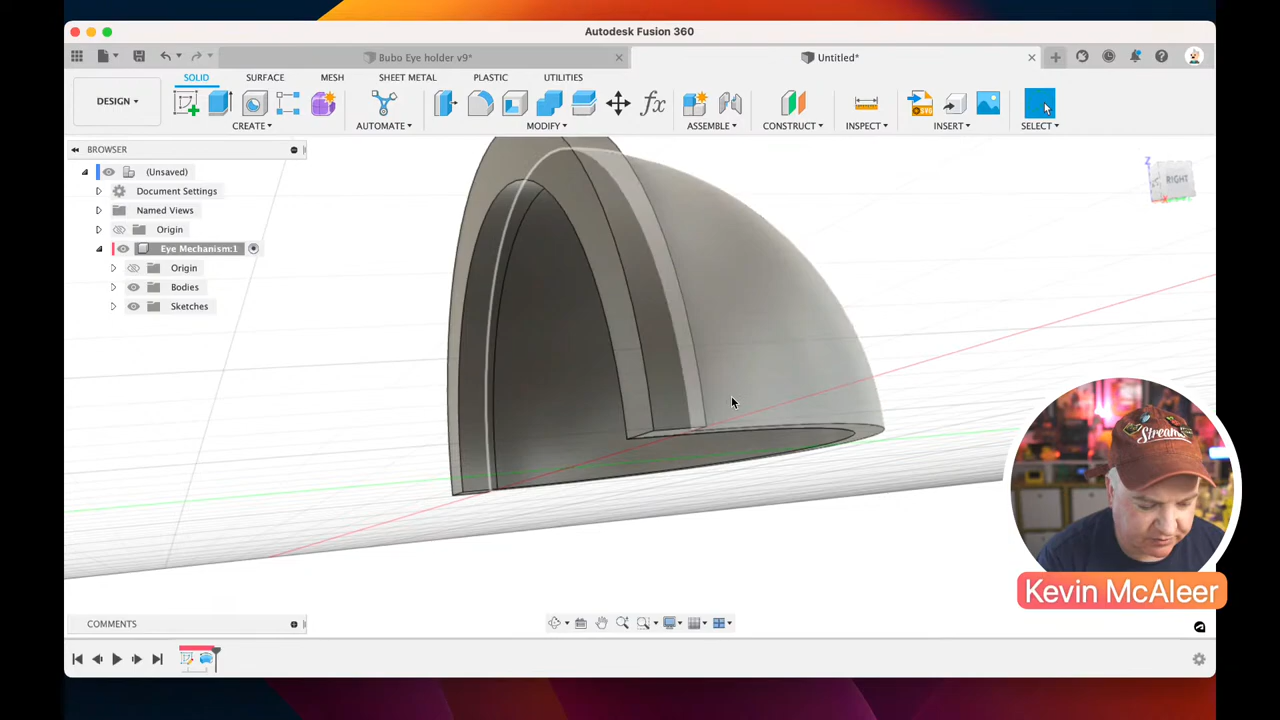 Autodesk Fusion 360
Bubo Eye holder v9*
Untitled*
SOLID SURFACE MESH SHEET METAL PLASTIC UTILITIES
DESIGN
CREATE AUTOMATE MODIFY ASSEMBLE CONSTRUCT INSPECT INSERT SELECT
fx
BROWSER
(Unsaved)
Document Settings
Named Views
Origin
Eye Mechanism:1
Origin
Bodies
Sketches
Z
RIGHT
Streams
Kevin McAleer
COMMENTS